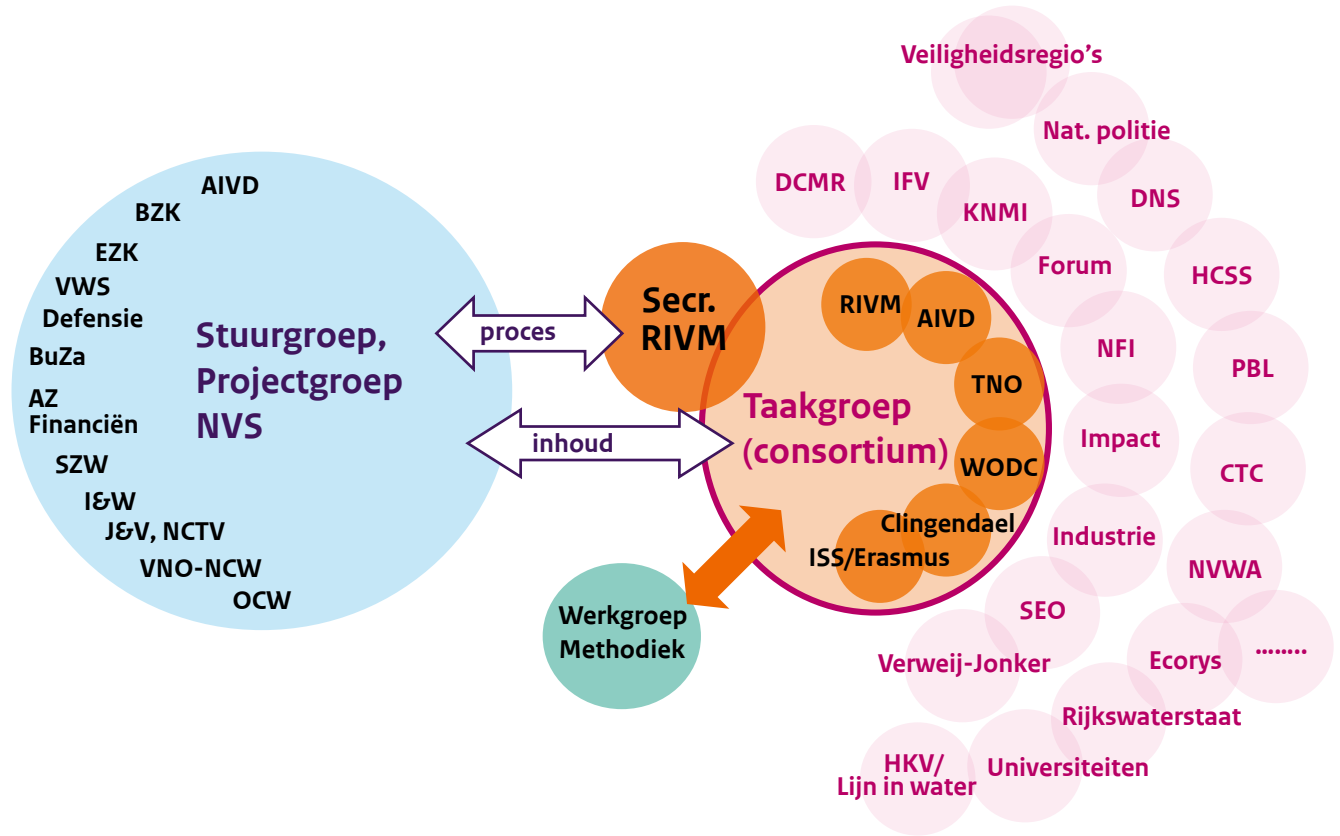 AIVD
BZK
EZK
VWS
Defensie
BuZa
AZ
Financiën
SZW
I&W
J&V, NCTV
VNO-NCW
OCW
Stuurgroep,
Projectgroep
NVS
proces
inhoud
Secr.
RIVM
Werkgroep
Methodiek
Taakgroep
(consortium)
RIVM
AIVD
TNO
WODC
Clingendael
ISS/Erasmus
Veiligheidsregio's
Nat. politie
DCMR
IFV
KNMI
DNS
Forum
HCSS
NFI
PBL
Impact
CTC
Industrie
NVWA
SEO
Verweij-Jonker
Ecorys
........
Rijkswaterstaat
Universiteiten
HKV/
Lijn in water